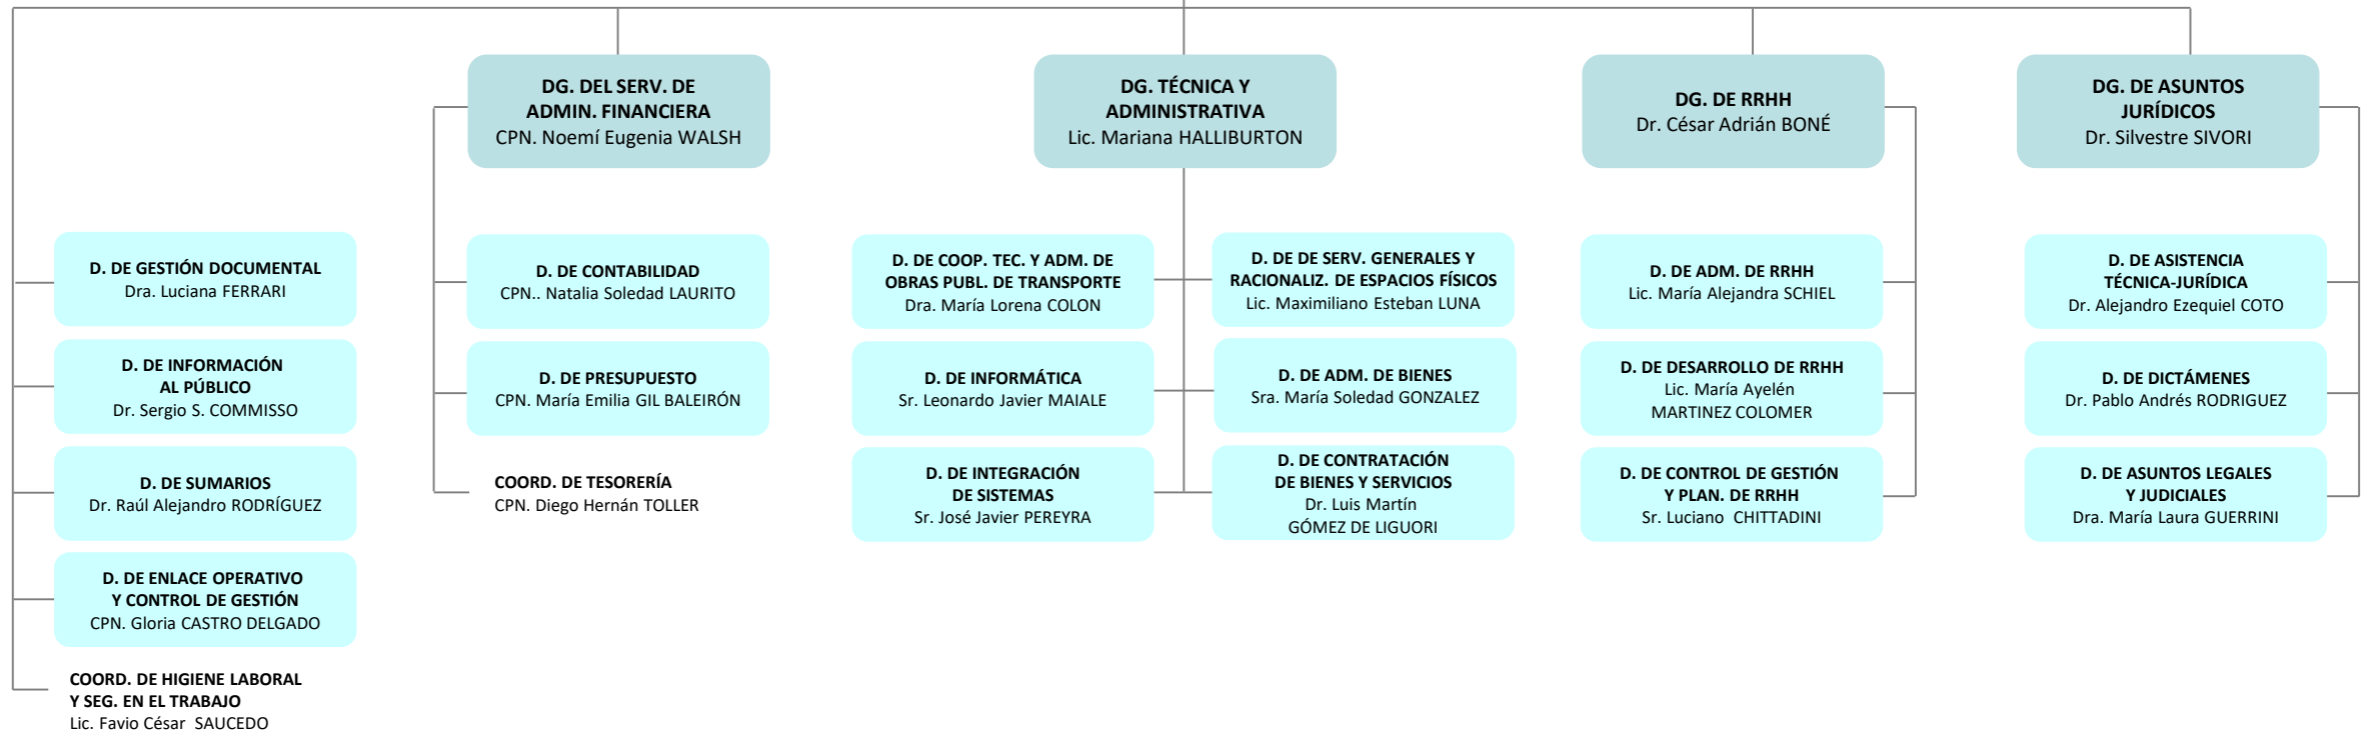 DG. DEL SERV. DE
ADMIN. FINANCIERA
CPN. Noemí Eugenia WALSH
DG. TÉCNICA Y
ADMINISTRATIVA
Lic. Mariana HALLIBURTON
DG. DE RRHH
Dr. César Adrián BONÉ
DG. DE ASUNTOS
JURÍDICOS
Dr. Silvestre SIVORI
D. DE GESTIÓN DOCUMENTAL
Dra. Luciana FERRARI
D. DE INFORMACIÓN
AL PÚBLICO
Dr. Sergio S. COMMISSO
D. DE SUMARIOS
Dr. Raúl Alejandro RODRÍGUEZ
D. DE ENLACE OPERATIVO
Y CONTROL DE GESTIÓN
CPN. Gloria CASTRO DELGADO
COORD. DE HIGIENE LABORAL
Y SEG. EN EL TRABAJO
Lic. Favio César  SAUCEDO
D. DE CONTABILIDAD
CPN.. Natalia Soledad LAURITO
D. DE PRESUPUESTO
CPN. María Emilia GIL BALEIRÓN
COORD. DE TESORERÍA
CPN. Diego Hernán TOLLER
D. DE COOP. TEC. Y ADM. DE
OBRAS PUBL. DE TRANSPORTE
Dra. María Lorena COLON
D. DE INFORMÁTICA
Sr. Leonardo Javier MAIALE
D. DE INTEGRACIÓN
DE SISTEMAS
Sr. José Javier PEREYRA
D. DE DE SERV. GENERALES Y
RACIONALIZ. DE ESPACIOS FÍSICOS
Lic. Maximiliano Esteban LUNA
D. DE ADM. DE BIENES
Sra. María Soledad GONZALEZ
D. DE CONTRATACIÓN
DE BIENES Y SERVICIOS
Dr. Luis Martín
GÓMEZ DE LIGUORI
D. DE ADM. DE RRHH
Lic. María Alejandra SCHIEL
D. DE DESARROLLO DE RRHH
Lic. María Ayelén
MARTINEZ COLOMER
D. DE CONTROL DE GESTIÓN
Y PLAN. DE RRHH
Sr. Luciano  CHITTADINI
D. DE ASISTENCIA
TÉCNICA-JURÍDICA
Dr. Alejandro Ezequiel COTO
D. DE DICTÁMENES
Dr. Pablo Andrés RODRIGUEZ
D. DE ASUNTOS LEGALES
Y JUDICIALES
Dra. María Laura GUERRINI